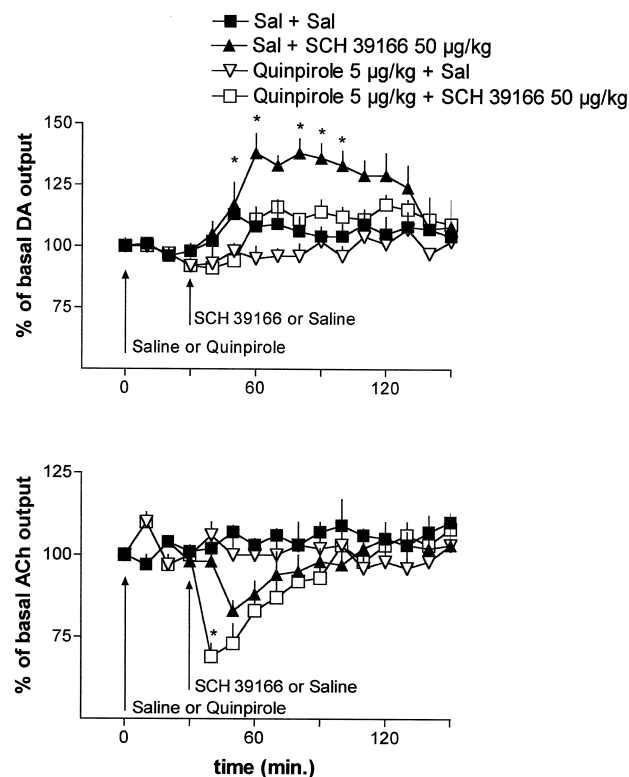 Sal + Sal
Sal + SCH 39166 50 µg/kg
Quinpirole 5 µg/kg + Sal
Quinpirole 5 µg/kg + SCH 39166 50 µg/kg
% of basal DA output
150
125
100
75
* * * * *
SCH 39166 or Saline
Saline or Quinpirole
0 60 120
% of basal ACh output
125
100
75
*
SCH 39166 or Saline
Saline or Quinpirole
0 60 120
time (min.)